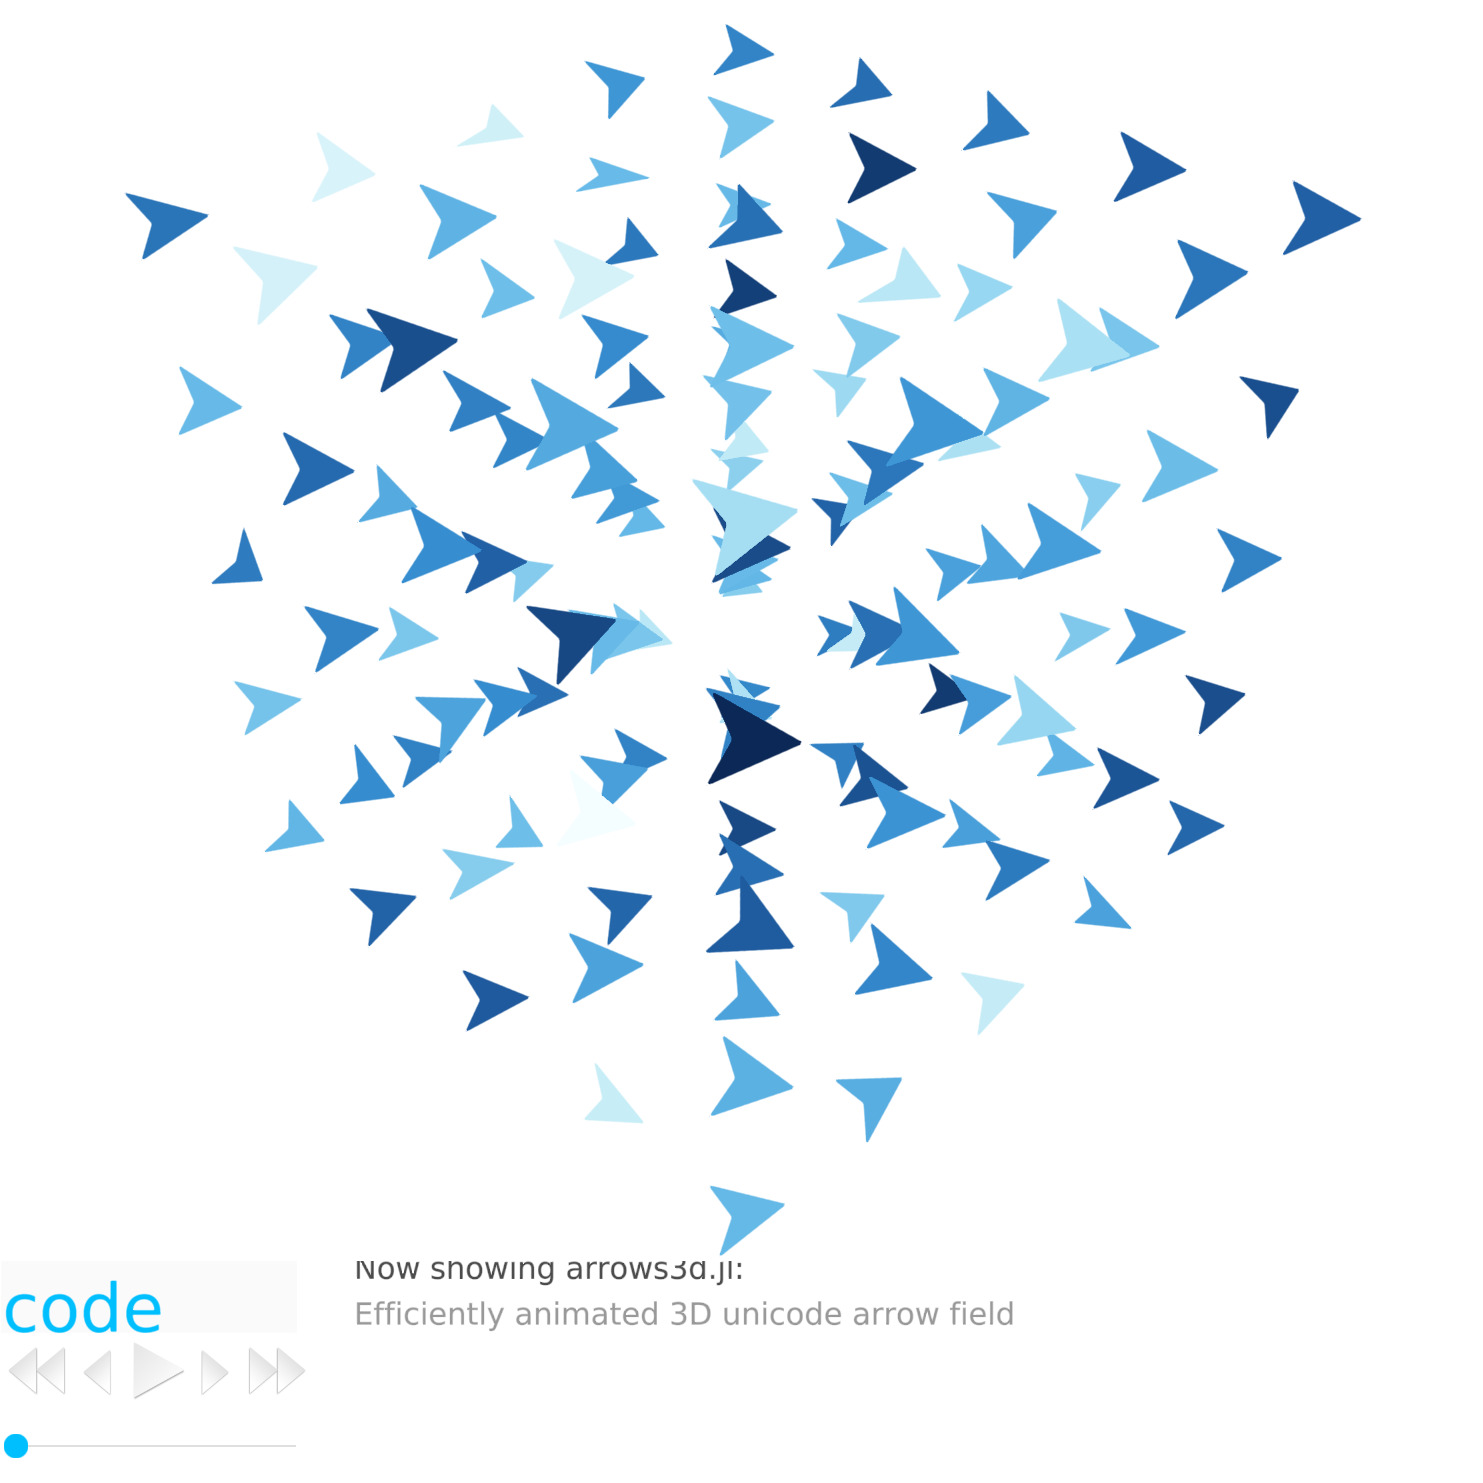 Now showing arrows3d.jl:
code
Efficiently animated 3D unicode arrow field